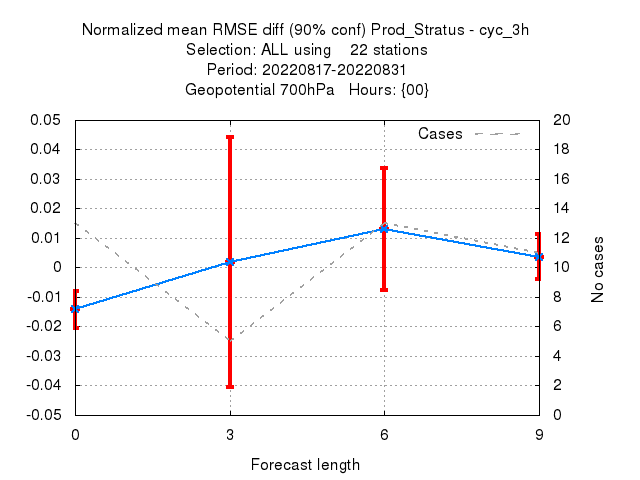 Normalized mean RMSE diff (90% conf) Prod_Stratus - cyc_3h
Selection: ALL using 22 stations
Period: 20220817-20220831
Geopotential 700hPa Hours: {00}
Cases
0.05
0.04
0.03
0.02
0.01
0
-0.01
-0.02
-0.03
-0.04
-0.05
20
18
16
14
12
10
8
6
4
2
0
No cases
0 3 6 9
Forecast length